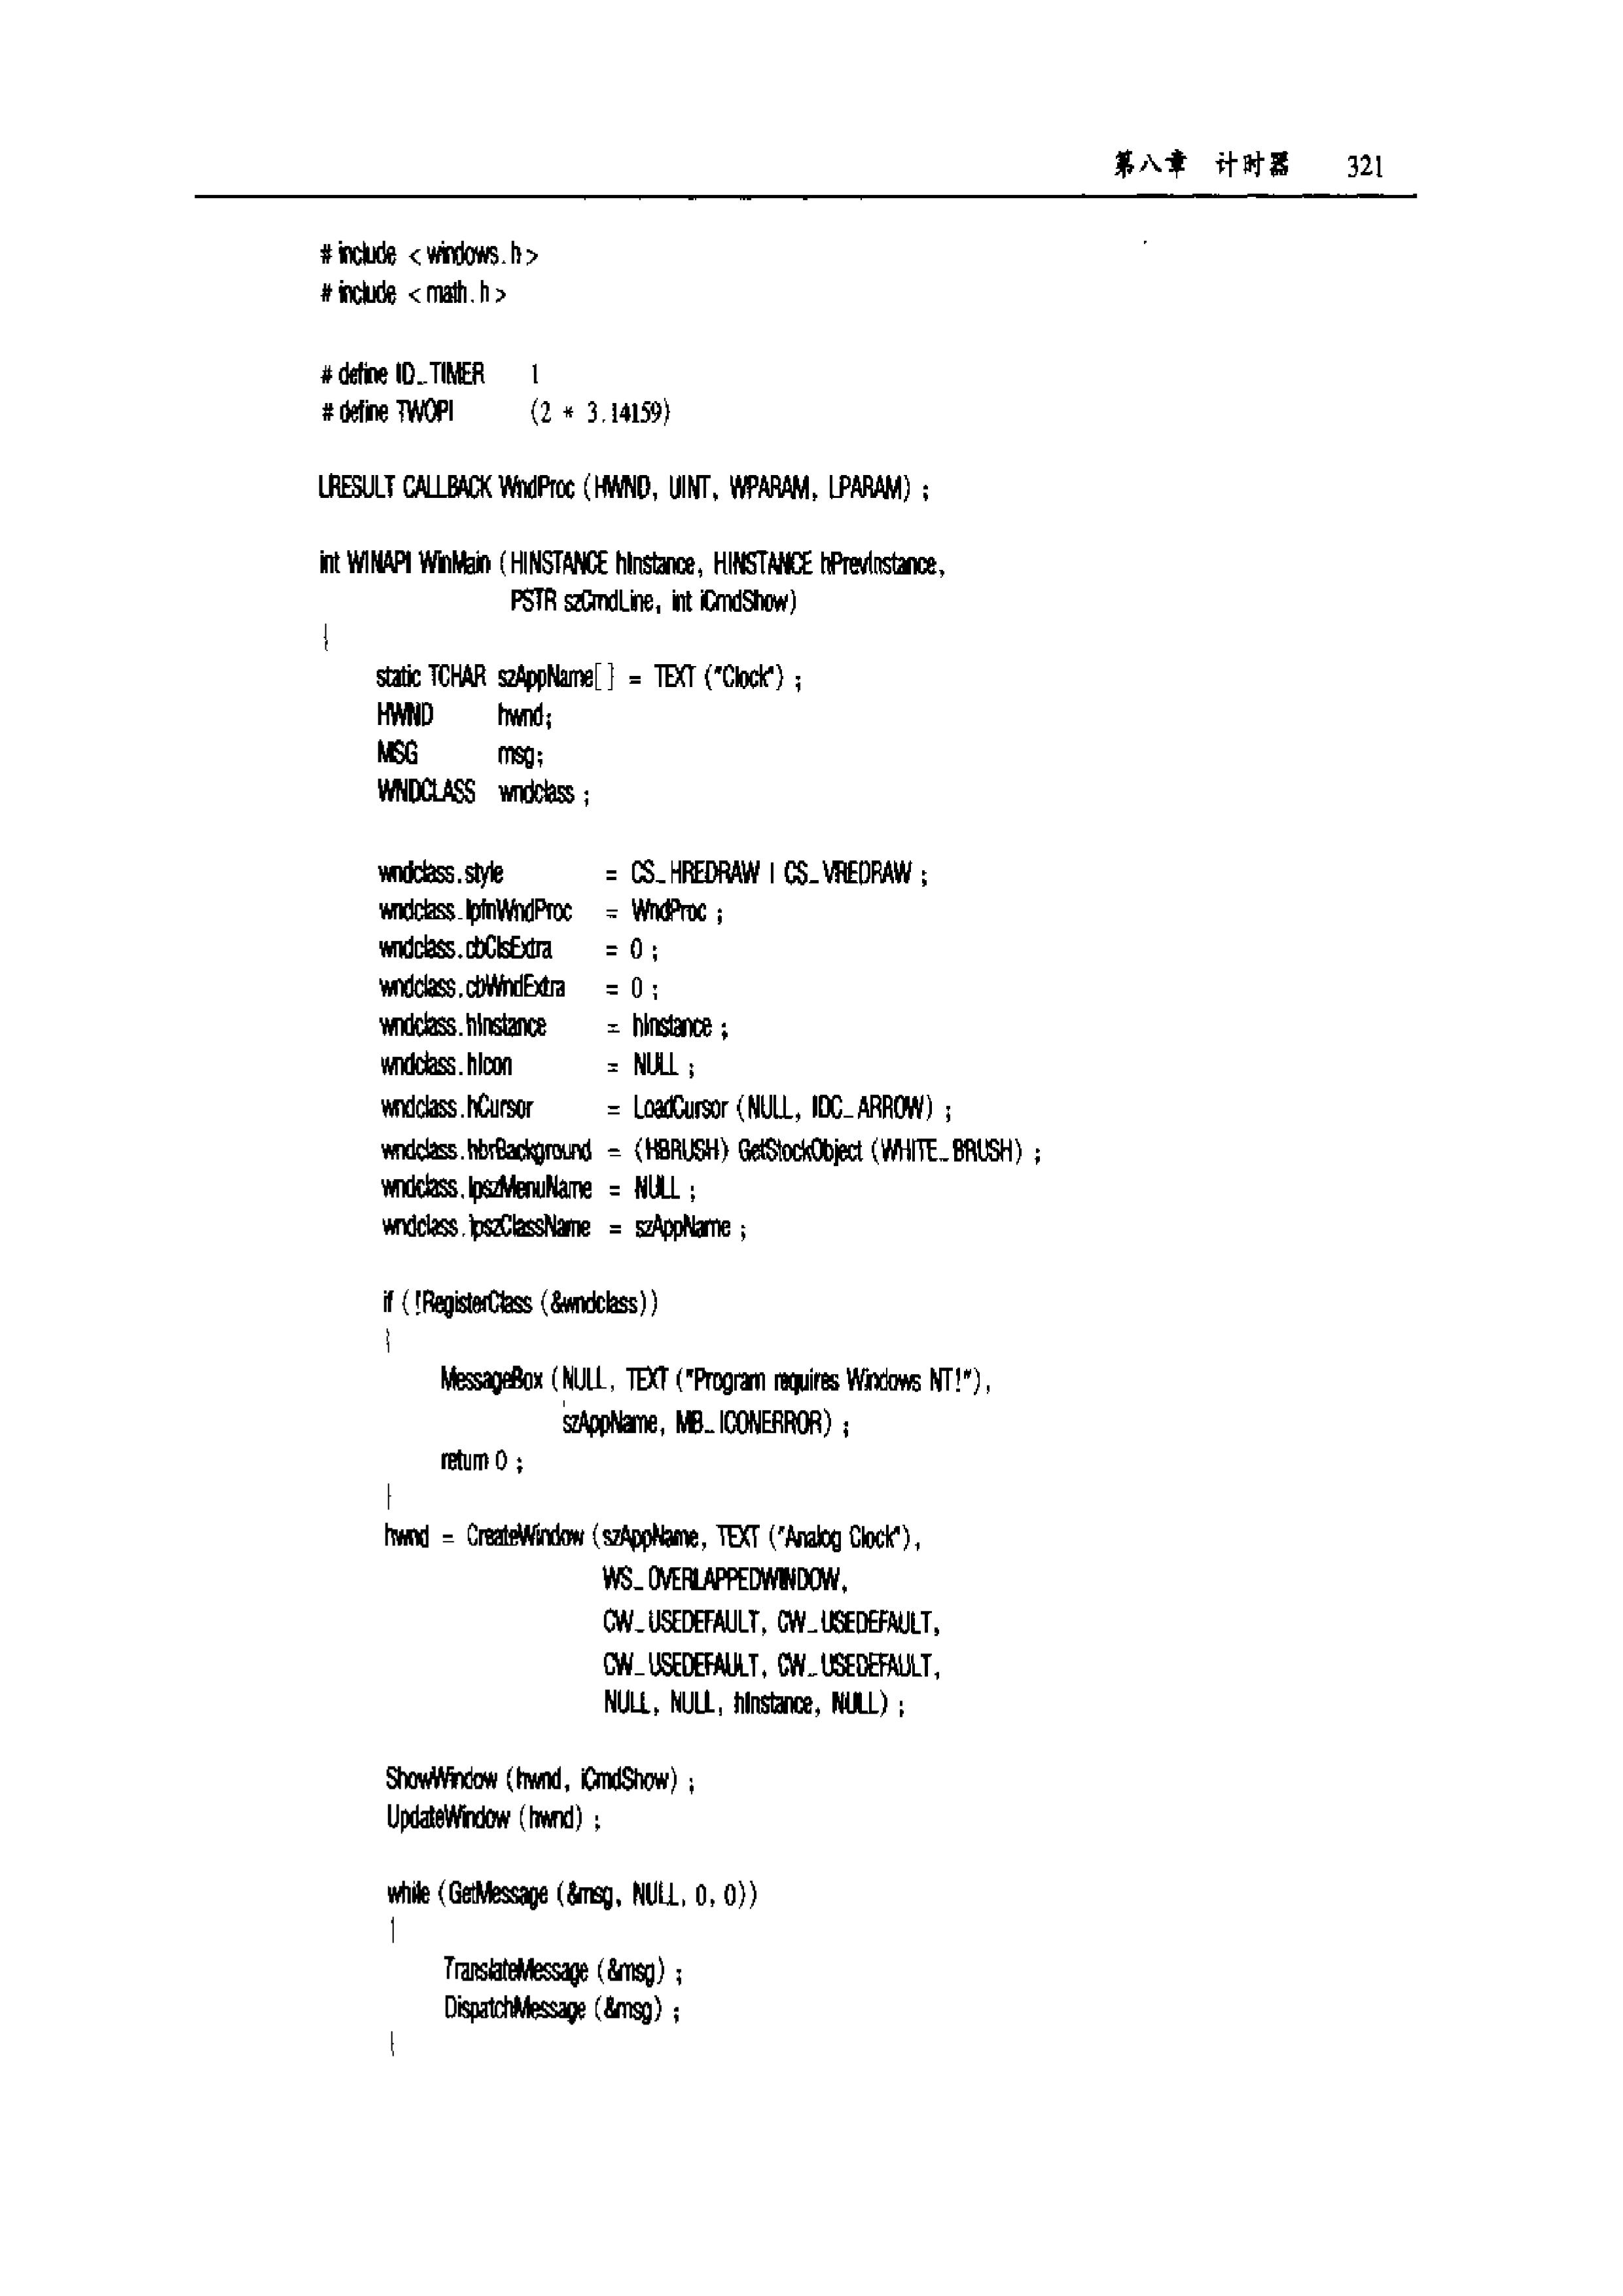 第八章 计时器 321
# include <windows.h>
# include <math.h>
# define ID_TIMER 1
# define TWOPI (2 * 3.14159)
LRESULT CALLBACK WndProc (HWND, UINT, WPARAM, LPARAM) ;
int WINAPI WinMain (HINSTANCE hInstance, HINSTANCE hPrevInstance,
PSTR szCmdLine, int iCmdShow)
{
static TCHAR szAppName[] = TEXT ("Clock") ;
HWND hwnd;
MSG msg;
WNDCLASS wndclass ;
wndclass.style = CS_HREDRAW | CS_VREDRAW ;
wndclass.lpfnWndProc = WndProc ;
wndclass.cbClsExtra = 0 ;
wndclass.cbWndExtra = 0 ;
wndclass.hInstance = hInstance ;
wndclass.hIcon = NULL ;
wndclass.hCursor = LoadCursor (NULL, IDC_ARROW) ;
wndclass.hbrBackground = (HBRUSH) GetStockObject (WHITE_BRUSH) ;
wndclass.lpszMenuName = NULL ;
wndclass.lpszClassName = szAppName ;
if (!RegisterClass (&wndclass))
{
MessageBox (NULL, TEXT ("Program requires Windows NT!"),
szAppName, MB_ICONERROR) ;
return 0 ;
}
hwnd = CreateWindow (szAppName, TEXT ("Analog Clock"),
WS_OVERLAPPEDWINDOW,
CW_USEDEFAULT, CW_USEDEFAULT,
CW_USEDEFAULT, CW_USEDEFAULT,
NULL, NULL, hInstance, NULL) ;
ShowWindow (hwnd, iCmdShow) ;
UpdateWindow (hwnd) ;
while (GetMessage (&msg, NULL, 0, 0))
{
TranslateMessage (&msg) ;
DispatchMessage (&msg) ;
}